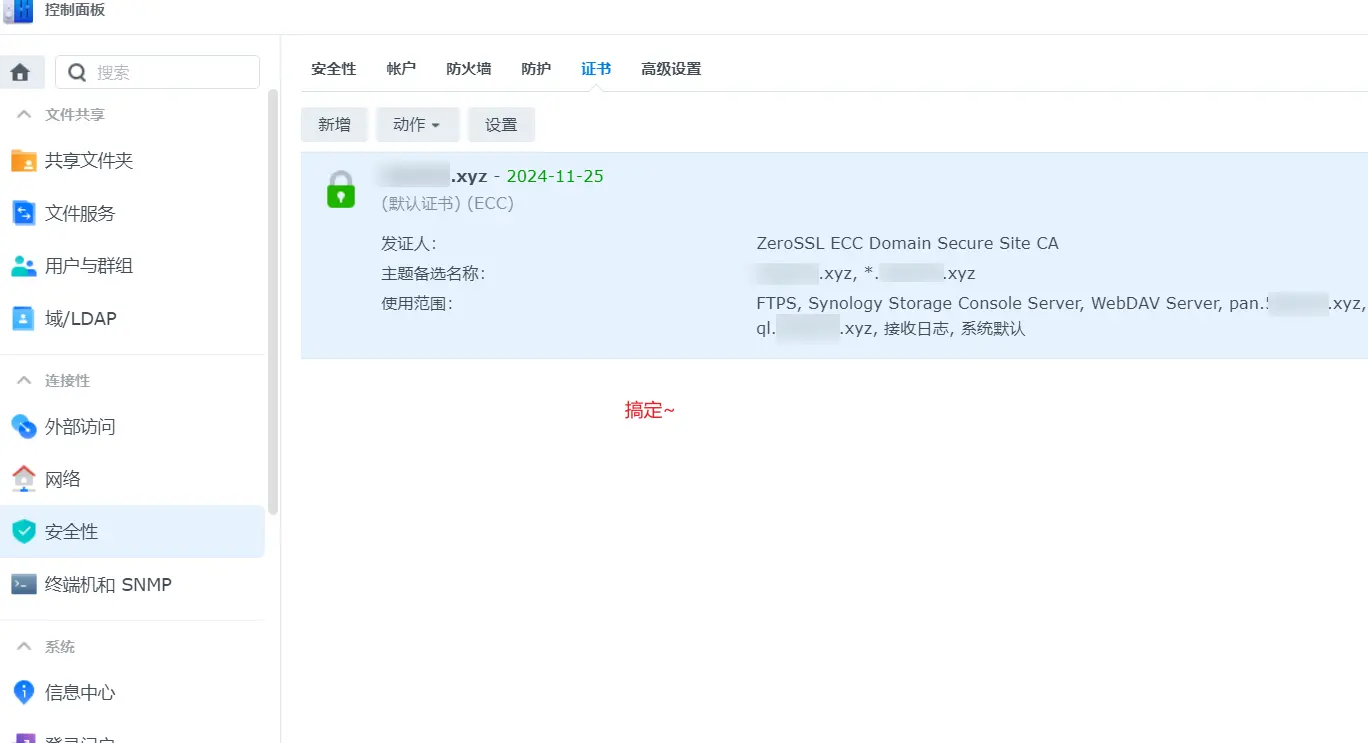 控制面板
搜索
文件共享
共享文件夹
文件服务
用户与群组
域/LDAP
连接性
外部访问
网络
安全性
终端机和 SNMP
系统
信息中心
登录门户
安全性 帐户 防火墙 防护 证书 高级设置
新增 动作 设置
.xyz - 2024-11-25
(默认证书) (ECC)
发证人: ZeroSSL ECC Domain Secure Site CA
主题备选名称: .xyz, *. .xyz
使用范围: FTPS, Synology Storage Console Server, WebDAV Server, pan. .xyz,
ql. .xyz, 接收日志, 系统默认
搞定~